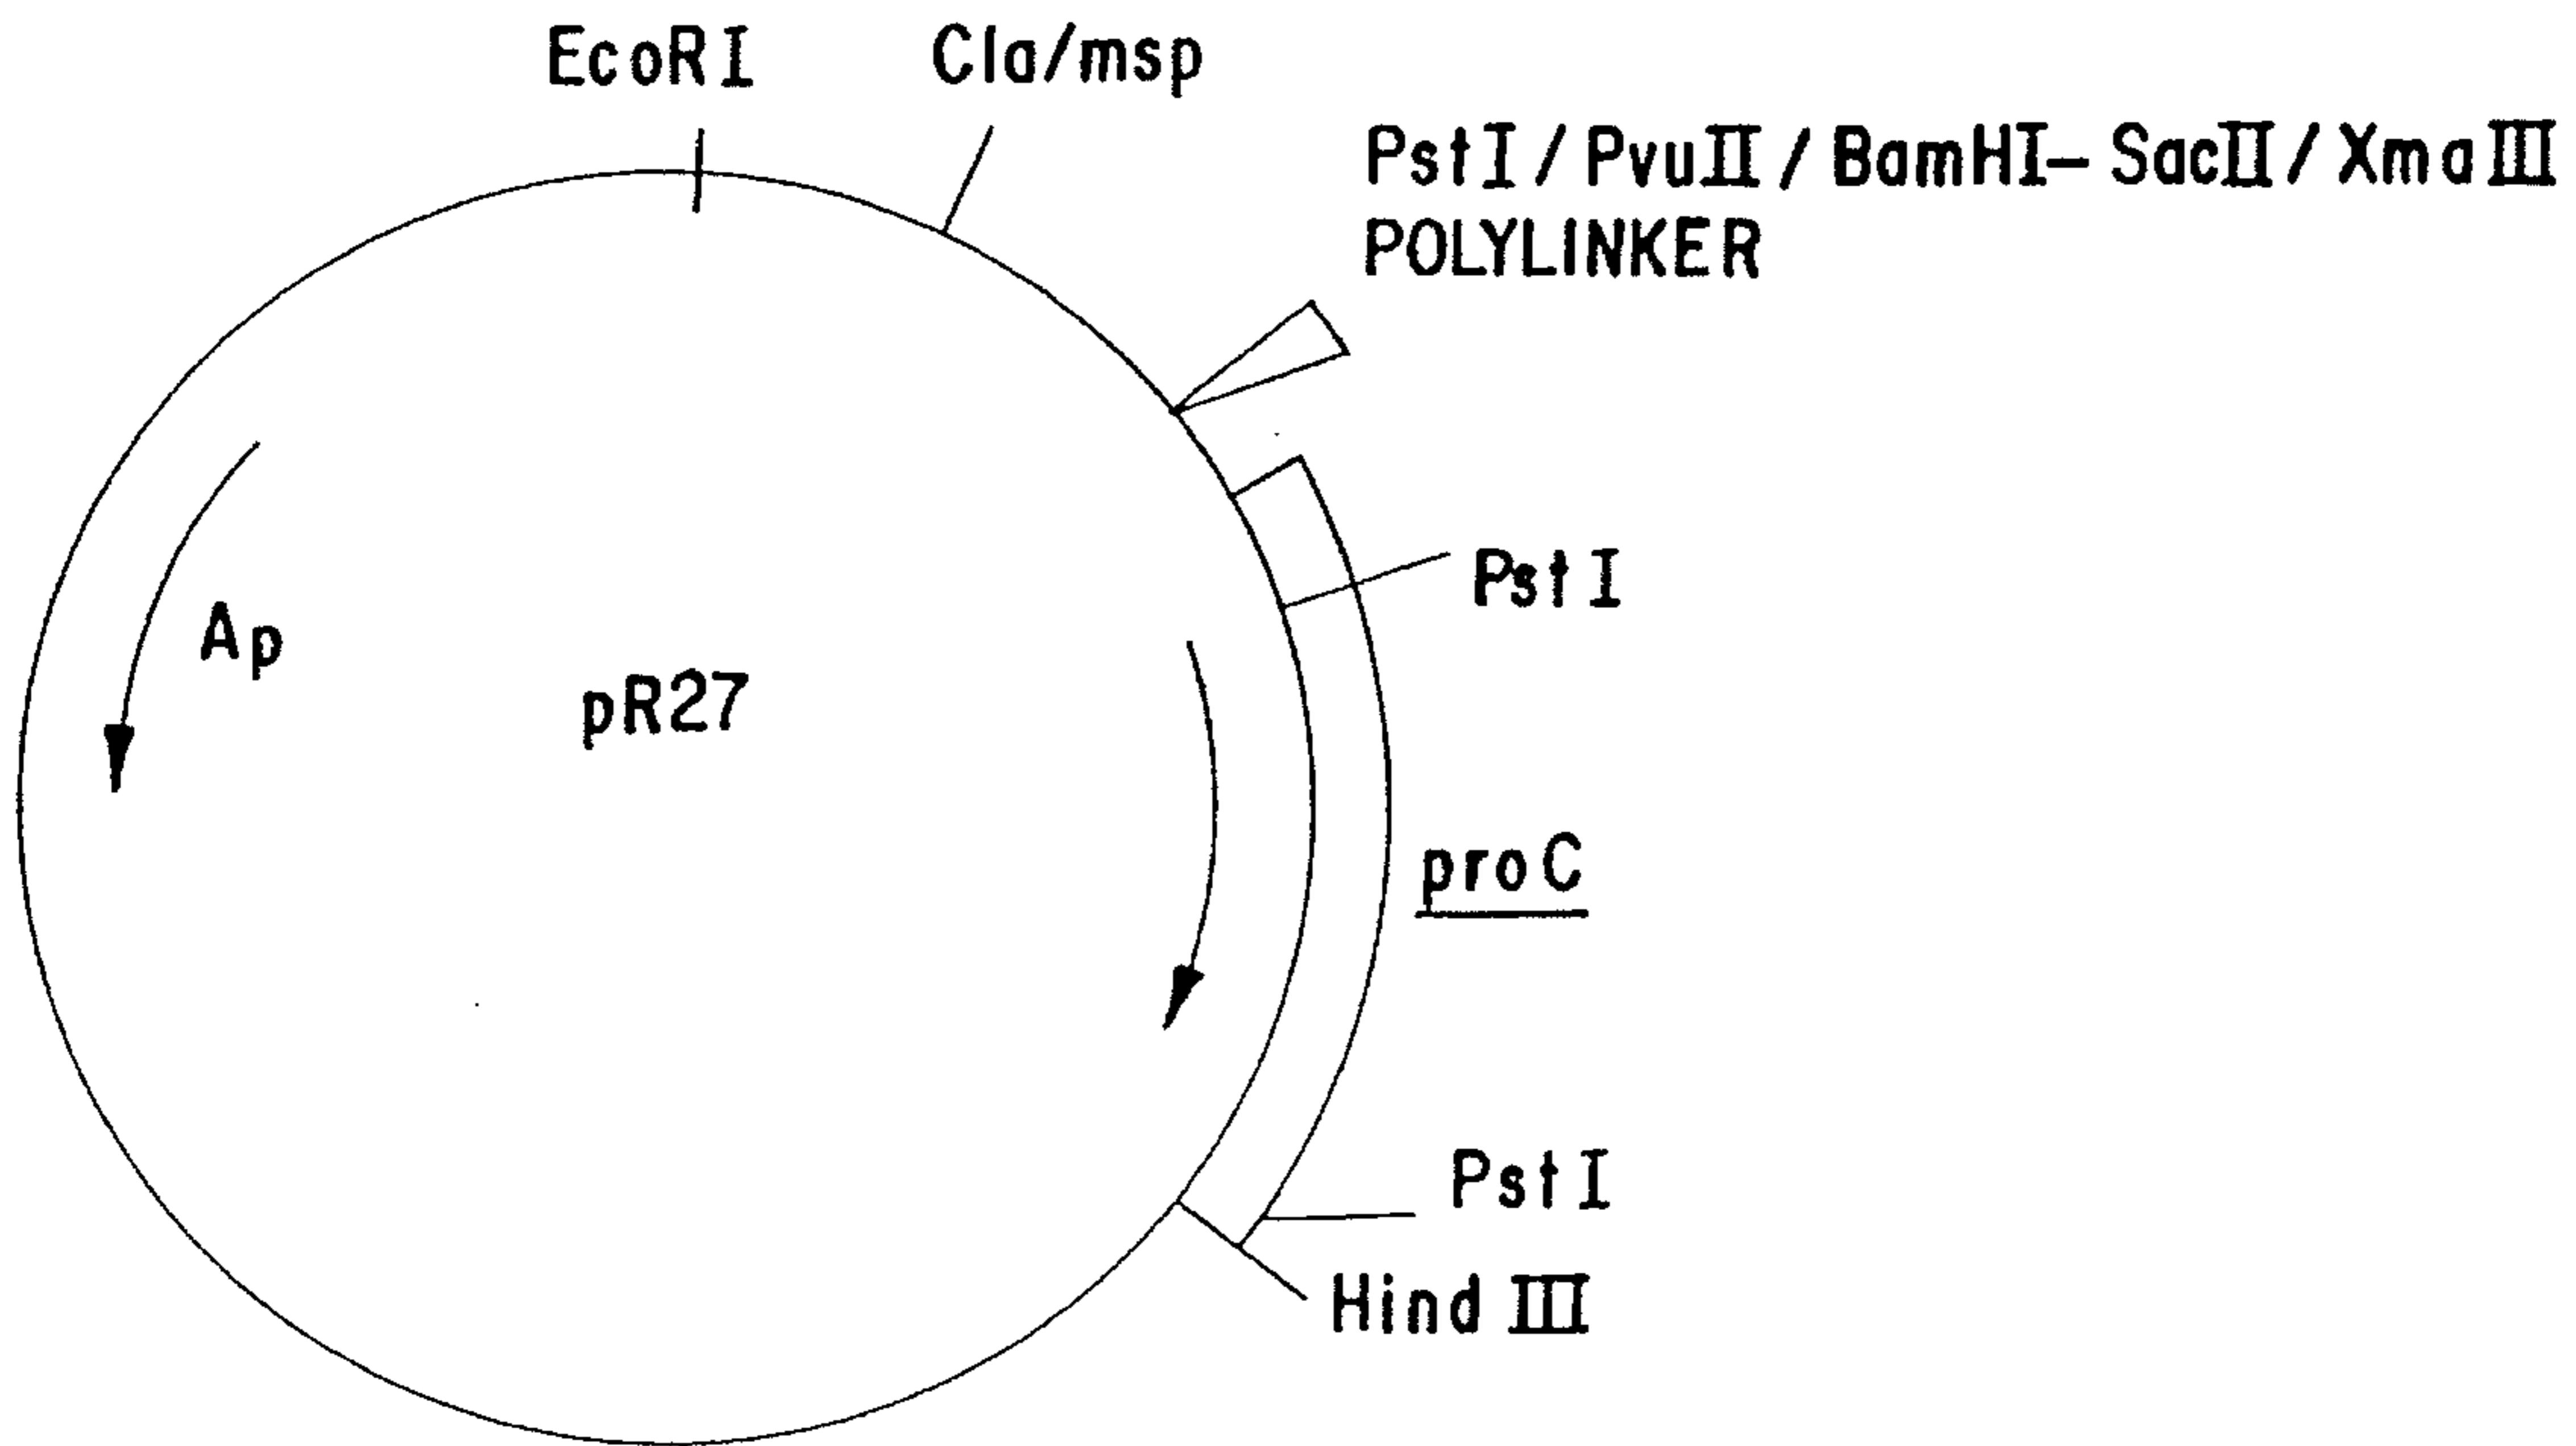 EcoRI
Cla/msp
PstI / PvuII / BamHI– SacII / XmaIII
POLYLINKER
PstI
Ap
pR27
proC
PstI
Hind III